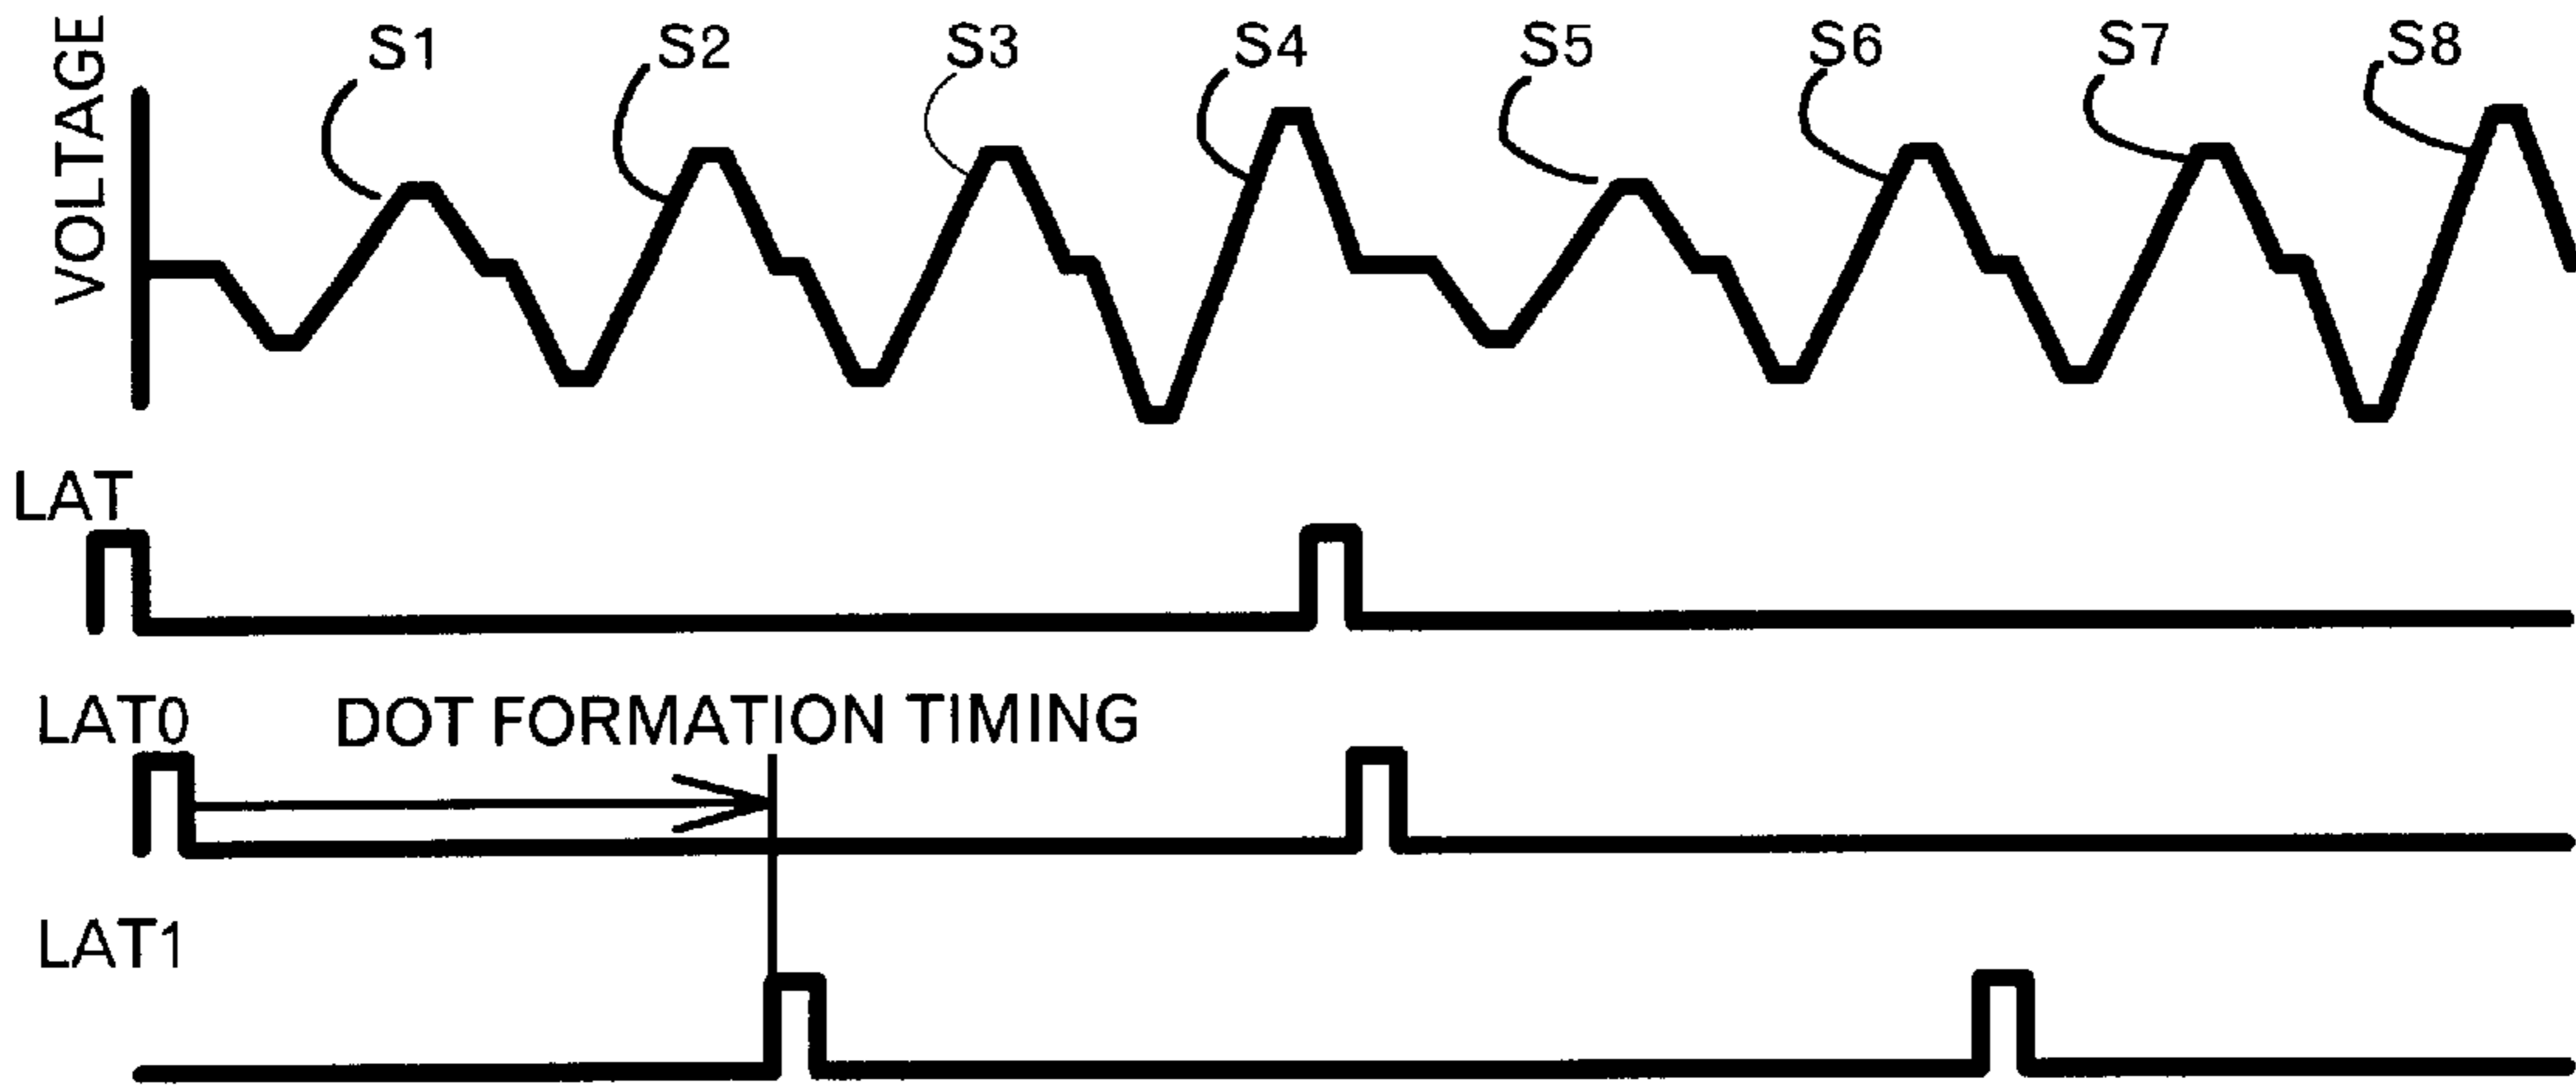 VOLTAGE
S1 S2 S3 S4 S5 S6 S7 S8
LAT
LAT0 DOT FORMATION TIMING
LAT1